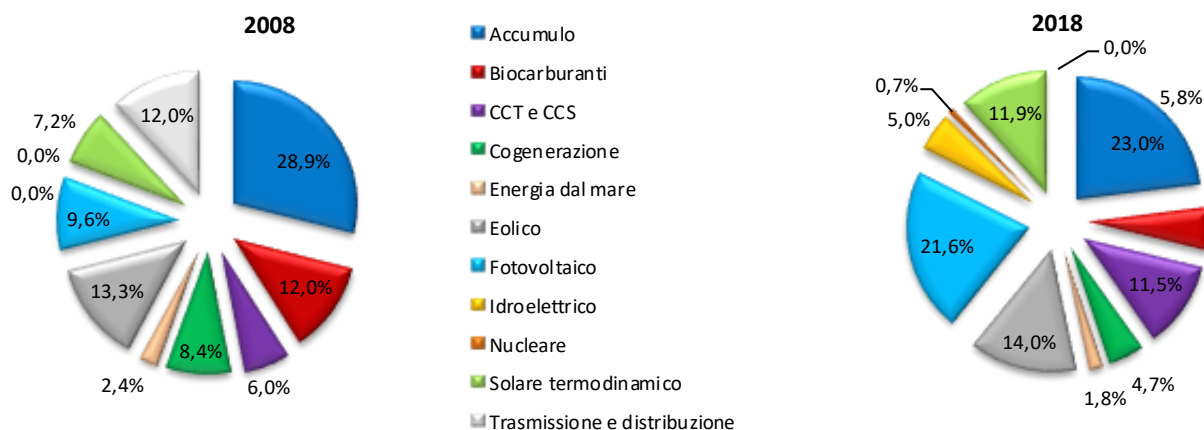 2008
28,9%
12,0%
6,0%
8,4%
2,4%
13,3%
9,6%
0,0%
0,0%
7,2%
12,0%
Accumulo
Biocarburanti
CCT e CCS
Cogenerazione
Energia dal mare
Eolico
Fotovoltaico
Idroelettrico
Nucleare
Solare termodinamico
Trasmissione e distribuzione
2018
0,0%
23,0%
5,8%
11,5%
4,7%
1,8%
14,0%
21,6%
5,0%
0,7%
11,9%